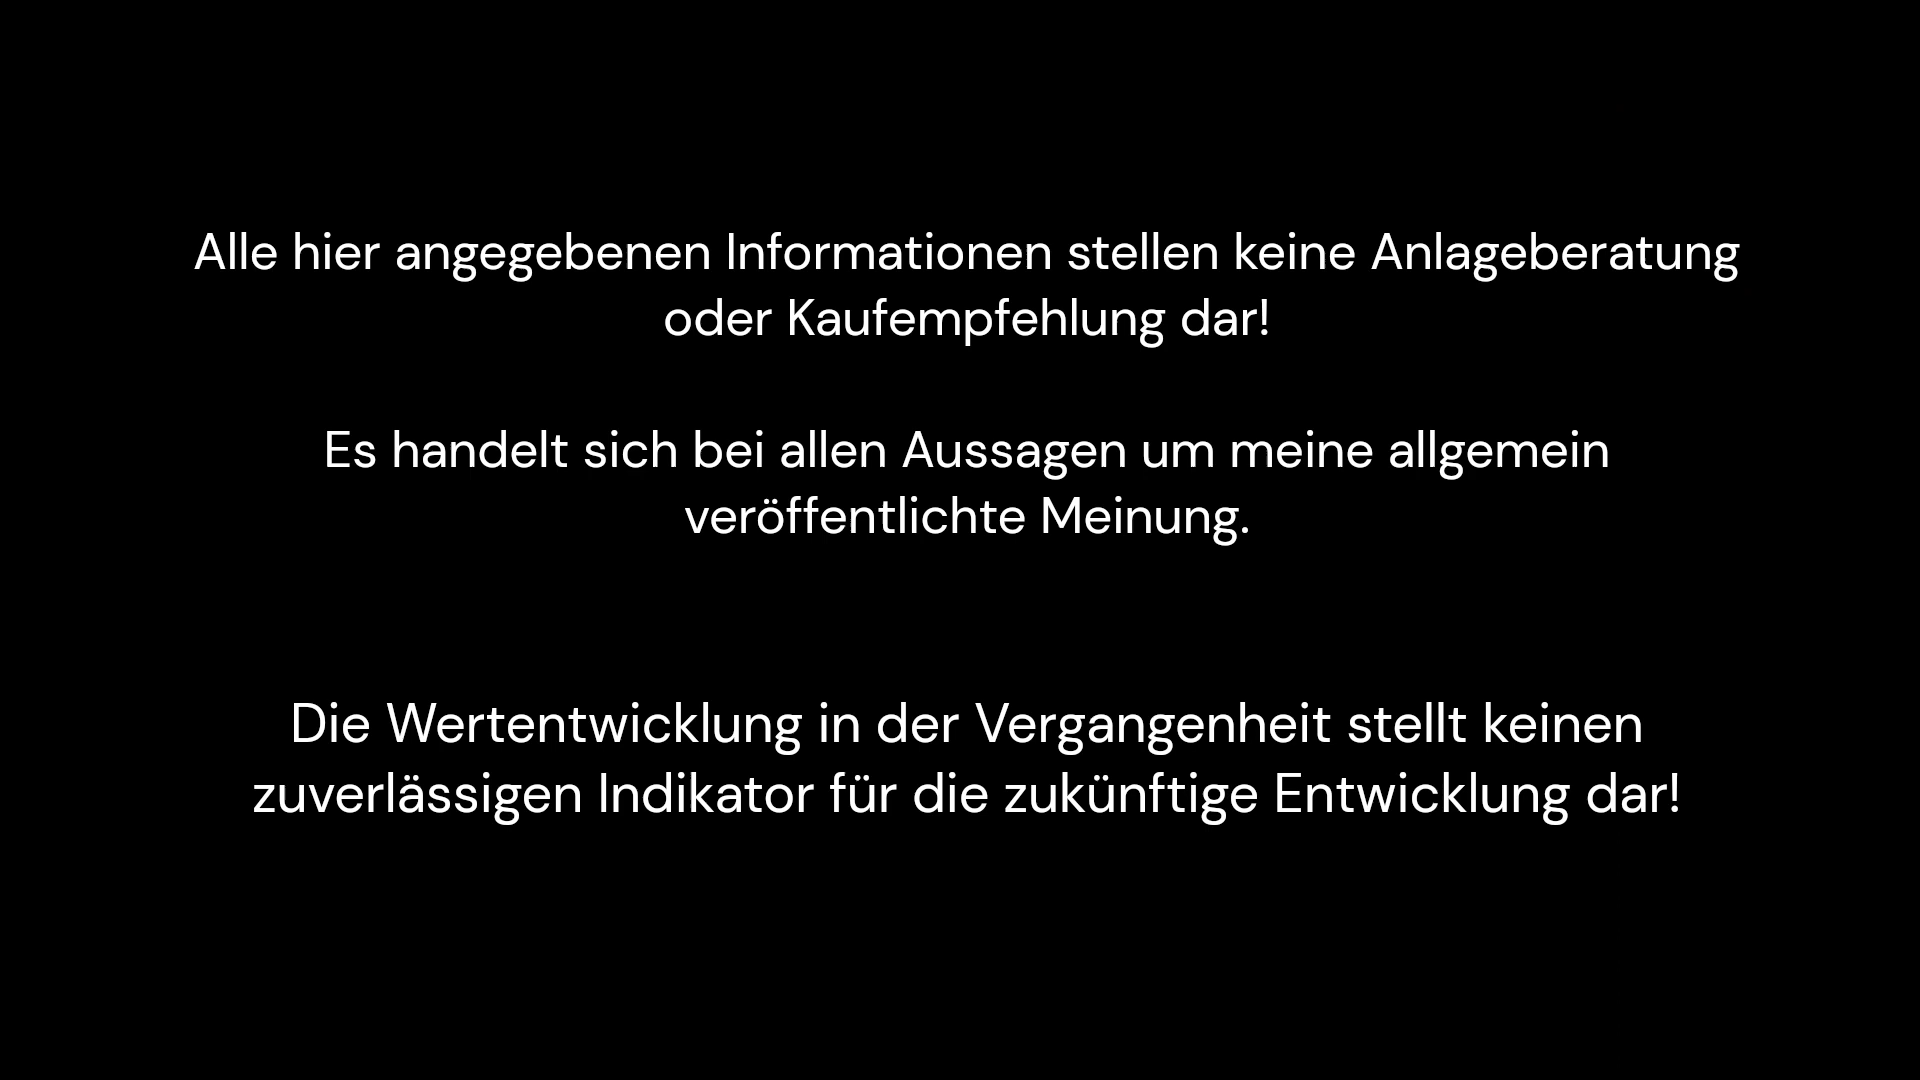 Alle hier angegebenen Informationen stellen keine Anlageberatung
oder Kaufempfehlung dar!
Es handelt sich bei allen Aussagen um meine allgemein
veröffentlichte Meinung.
Die Wertentwicklung in der Vergangenheit stellt keinen
zuverlässigen Indikator für die zukünftige Entwicklung dar!